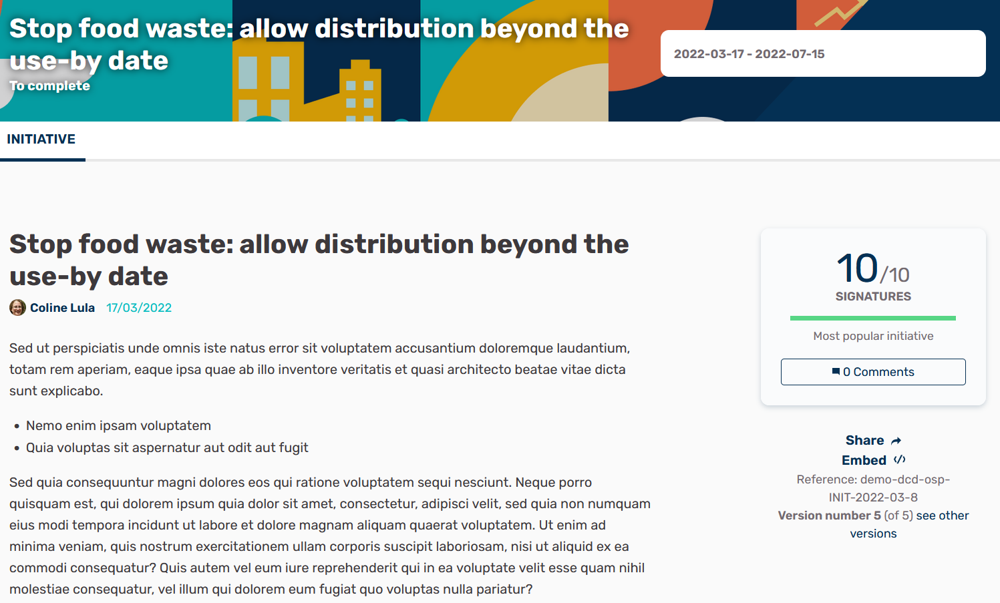 Stop food waste: allow distribution beyond the
use-by date
To complete
2022-03-17 - 2022-07-15
INITIATIVE
Stop food waste: allow distribution beyond the
use-by date
Coline Lula 17/03/2022
Sed ut perspiciatis unde omnis iste natus error sit voluptatem accusantium doloremque laudantium,
totam rem aperiam, eaque ipsa quae ab illo inventore veritatis et quasi architecto beatae vitae dicta
sunt explicabo.
• Nemo enim ipsam voluptatem
• Quia voluptas sit aspernatur aut odit aut fugit
Sed quia consequuntur magni dolores eos qui ratione voluptatem sequi nesciunt. Neque porro
quisquam est, qui dolorem ipsum quia dolor sit amet, consectetur, adipisci velit, sed quia non numquam
eius modi tempora incidunt ut labore et dolore magnam aliquam quaerat voluptatem. Ut enim ad
minima veniam, quis nostrum exercitationem ullam corporis suscipit laboriosam, nisi ut aliquid ex ea
commodi consequatur? Quis autem vel eum iure reprehenderit qui in ea voluptate velit esse quam nihil
molestiae consequatur, vel illum qui dolorem eum fugiat quo voluptas nulla pariatur?
10/10
SIGNATURES
Most popular initiative
0 Comments
Share
Embed
Reference: demo-dcd-osp-
INIT-2022-03-8
Version number 5 (of 5) see other
versions